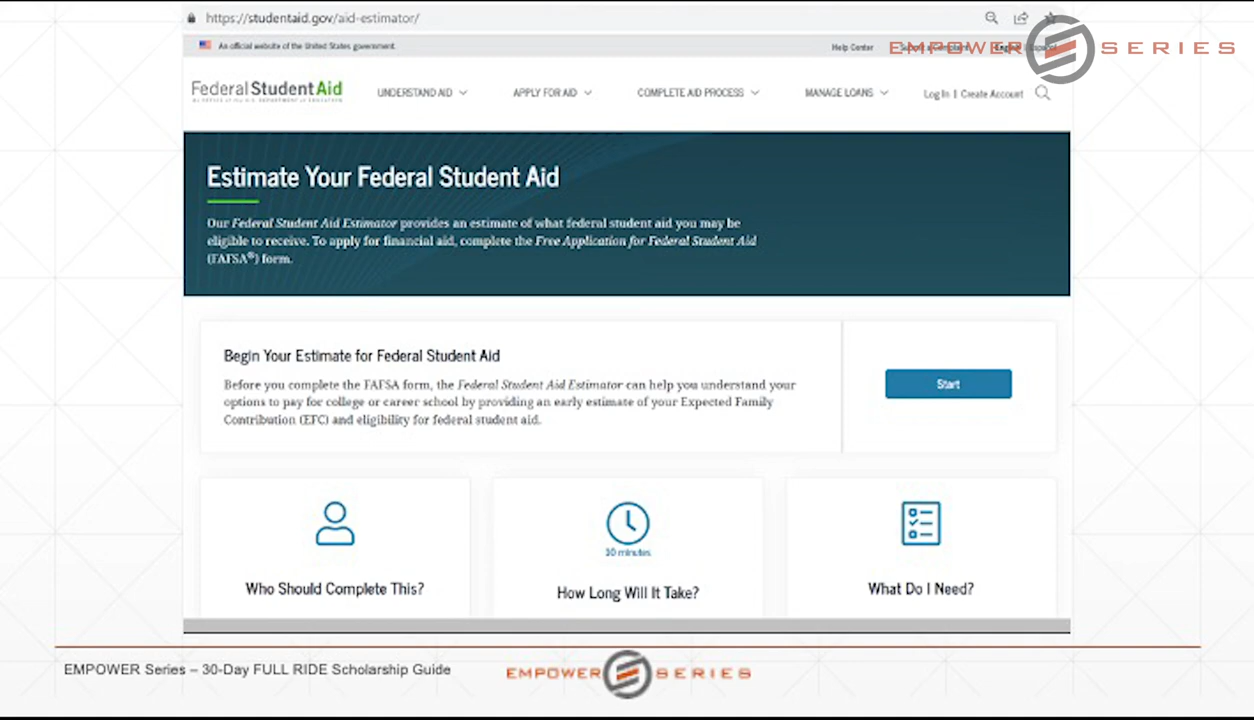 https://studentaid.gov/aid-estimator/
An official website of the United States government.
Help Center
EMPOWER SERIES
Federal Student Aid
UNDERSTAND AID
APPLY FOR AID
COMPLETE AID PROCESS
MANAGE LOANS
Log In | Create Account
Estimate Your Federal Student Aid
Our Federal Student Aid Estimator provides an estimate of what federal student aid you may be
eligible to receive. To apply for financial aid, complete the Free Application for Federal Student Aid
(FAFSA®) form.
Begin Your Estimate for Federal Student Aid
Before you complete the FAFSA form, the Federal Student Aid Estimator can help you understand your
options to pay for college or career school by providing an early estimate of your Expected Family
Contribution (EFC) and eligibility for federal student aid.
Start
10 minutes
Who Should Complete This?
How Long Will It Take?
What Do I Need?
EMPOWER Series – 30-Day FULL RIDE Scholarship Guide
EMPOWER SERIES